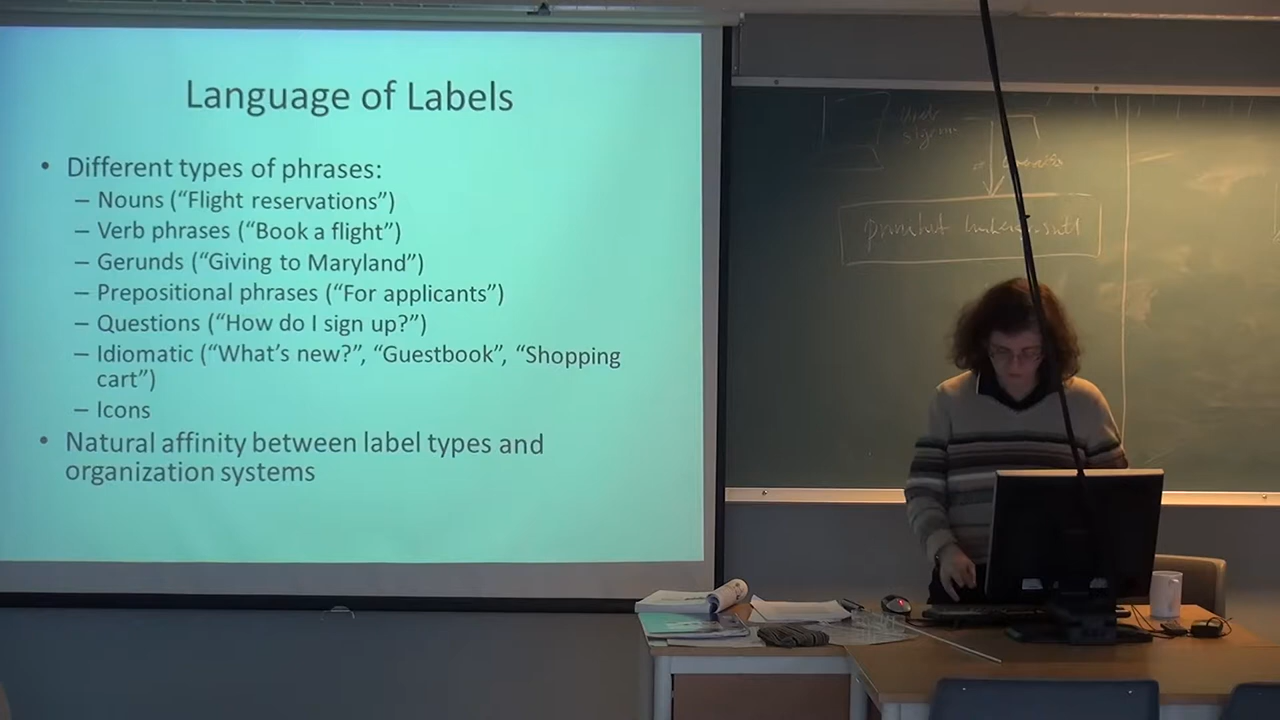 Language of Labels
• Different types of phrases:
– Nouns (“Flight reservations”)
– Verb phrases (“Book a flight”)
– Gerunds (“Giving to Maryland”)
– Prepositional phrases (“For applicants”)
– Questions (“How do I sign up?”)
– Idiomatic (“What’s new?”, “Guestbook”, “Shopping
cart”)
– Icons
• Natural affinity between label types and
organization systems